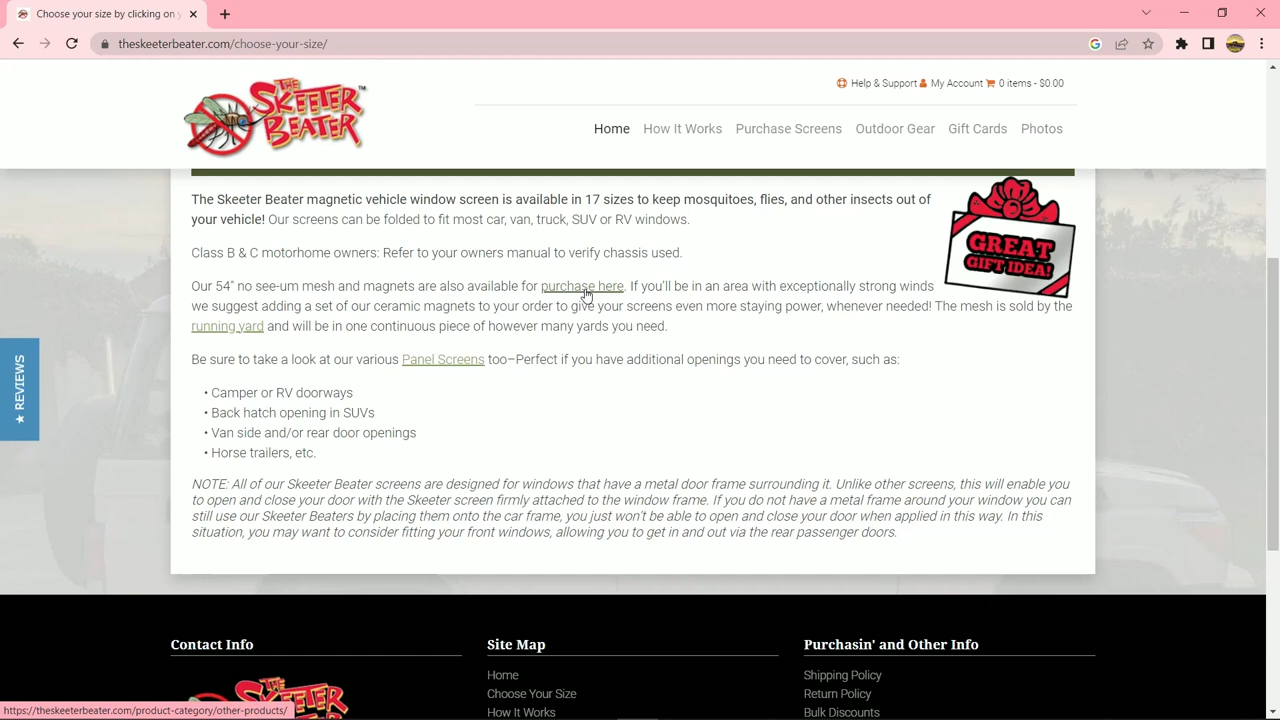 Choose your size by clicking on y
theskeeterbeater.com/choose-your-size/
THE SKEETER BEATER™
Help & Support My Account 0 items - $0.00
Home How It Works Purchase Screens Outdoor Gear Gift Cards Photos
The Skeeter Beater magnetic vehicle window screen is available in 17 sizes to keep mosquitoes, flies, and other insects out of
your vehicle! Our screens can be folded to fit most car, van, truck, SUV or RV windows.
GREAT
GIFT IDEA!
Class B & C motorhome owners: Refer to your owners manual to verify chassis used.
Our 54" no see-um mesh and magnets are also available for purchase here. If you'll be in an area with exceptionally strong winds
we suggest adding a set of our ceramic magnets to your order to give your screens even more staying power, whenever needed! The mesh is sold by the
running yard and will be in one continuous piece of however many yards you need.
Be sure to take a look at our various Panel Screens too–Perfect if you have additional openings you need to cover, such as:
• Camper or RV doorways
• Back hatch opening in SUVs
• Van side and/or rear door openings
• Horse trailers, etc.
★ REVIEWS
NOTE: All of our Skeeter Beater screens are designed for windows that have a metal door frame surrounding it. Unlike other screens, this will enable you
to open and close your door with the Skeeter screen firmly attached to the window frame. If you do not have a metal frame around your window you can
still use our Skeeter Beaters by placing them onto the car frame, you just won't be able to open and close your door when applied in this way. In this
situation, you may want to consider fitting your front windows, allowing you to get in and out via the rear passenger doors.
Contact Info Site Map Purchasin' and Other Info
Home Shipping Policy
SKEETER Choose Your Size Return Policy
How It Works Bulk Discounts
https://theskeeterbeater.com/product-category/other-products/